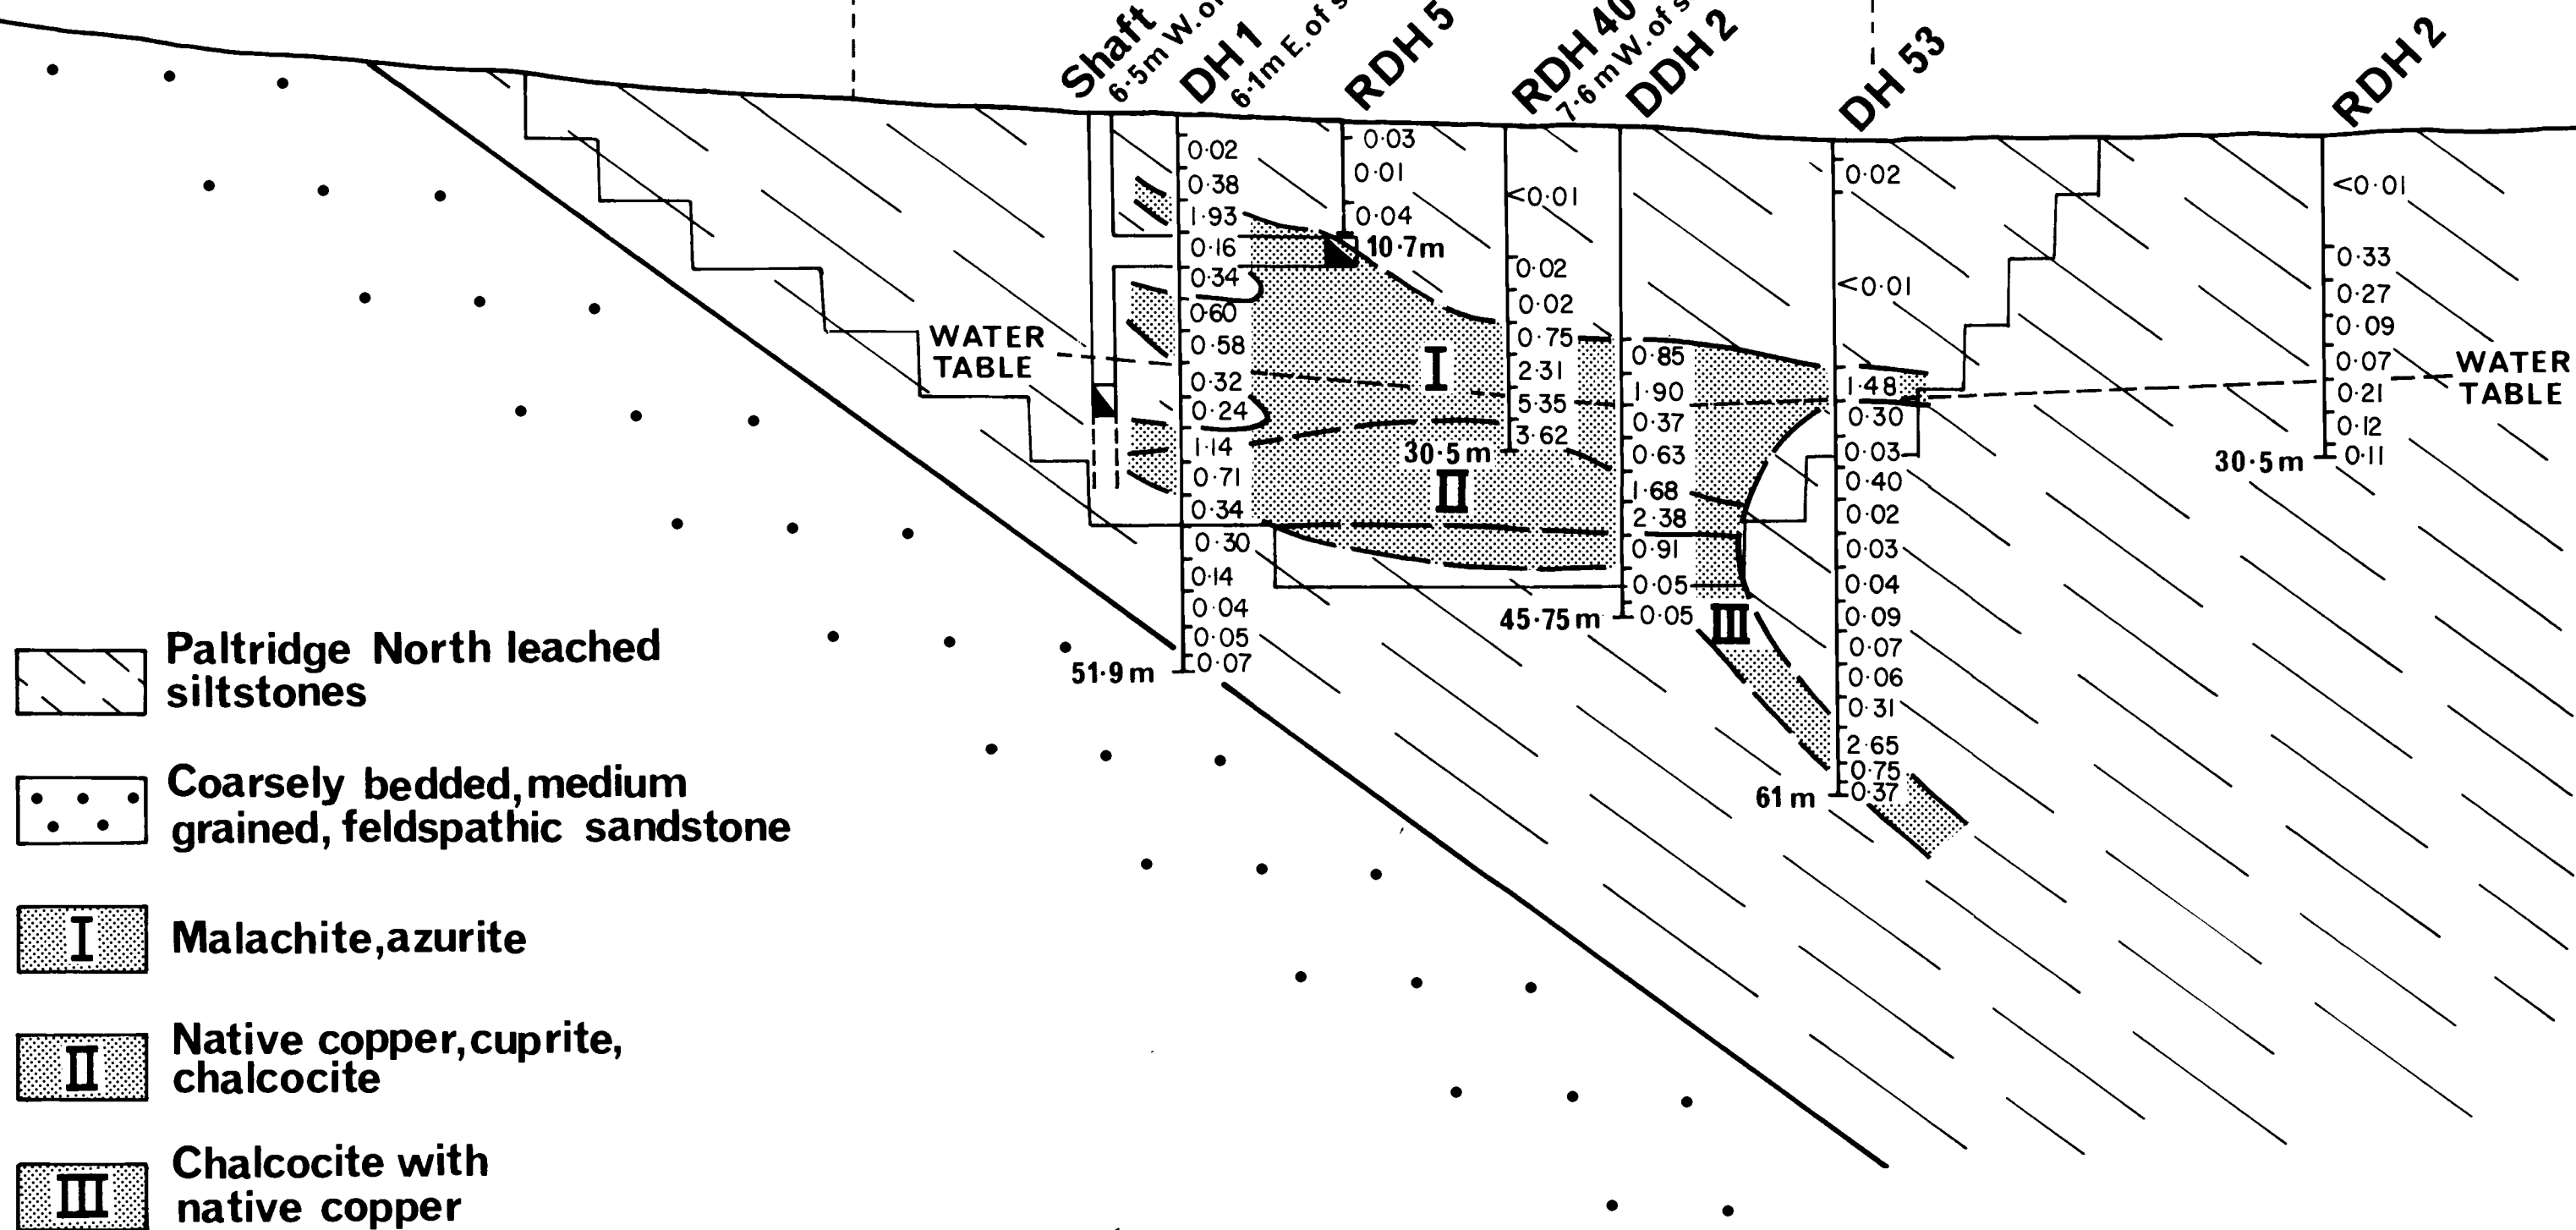 Shaft
6·5m W. of
DH 1
6·1m E. of s
RDH 5
RDH 40
7·6 m W. of s
DDH 2
DH 53
RDH 2
0·02
0·38
1·93
0·16
0·34
0·60
0·58
0·32
0·24
1·14
0·71
0·34
0·30
0·14
0·04
0·05
0·07
51·9 m
0·03
0·01
0·04
10·7m
<0·01
0·02
0·02
0·75
2·31
5·35
3·62
30·5 m
0·85
1·90
0·37
0·63
1·68
2·38
0·91
0·05
0·05
45·75 m
0·02
<0·01
1·48
0·30
0·03
0·40
0·02
0·03
0·04
0·09
0·07
0·06
0·31
2·65
0·75
0·37
61 m
<0·01
0·33
0·27
0·09
0·07
0·21
0·12
0·11
30·5 m
WATER
TABLE
WATER
TABLE
I
II
III
Paltridge North leached
siltstones
Coarsely bedded, medium
grained, feldspathic sandstone
I
Malachite, azurite
II
Native copper, cuprite,
chalcocite
III
Chalcocite with
native copper